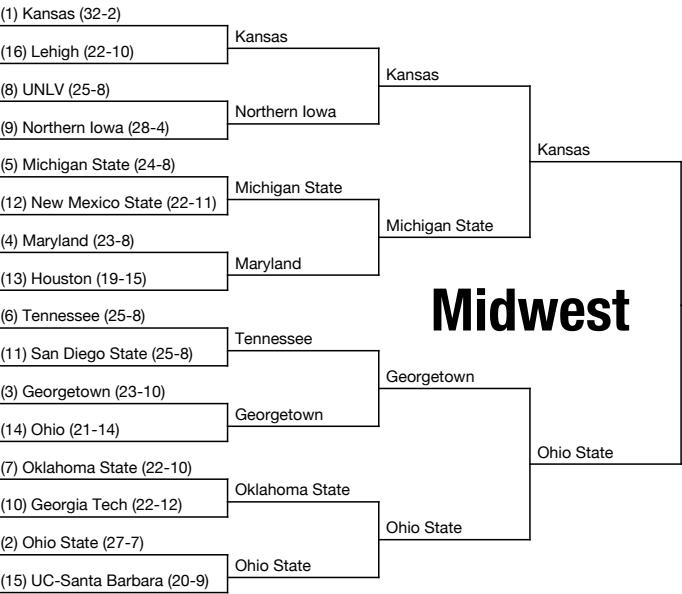 (1) Kansas (32-2)
(16) Lehigh (22-10)
(8) UNLV (25-8)
(9) Northern Iowa (28-4)
(5) Michigan State (24-8)
(12) New Mexico State (22-11)
(4) Maryland (23-8)
(13) Houston (19-15)
(6) Tennessee (25-8)
(11) San Diego State (25-8)
(3) Georgetown (23-10)
(14) Ohio (21-14)
(7) Oklahoma State (22-10)
(10) Georgia Tech (22-12)
(2) Ohio State (27-7)
(15) UC-Santa Barbara (20-9)
Kansas
Northern Iowa
Michigan State
Maryland
Tennessee
Georgetown
Oklahoma State
Ohio State
Kansas
Michigan State
Georgetown
Ohio State
Kansas
Ohio State
Midwest